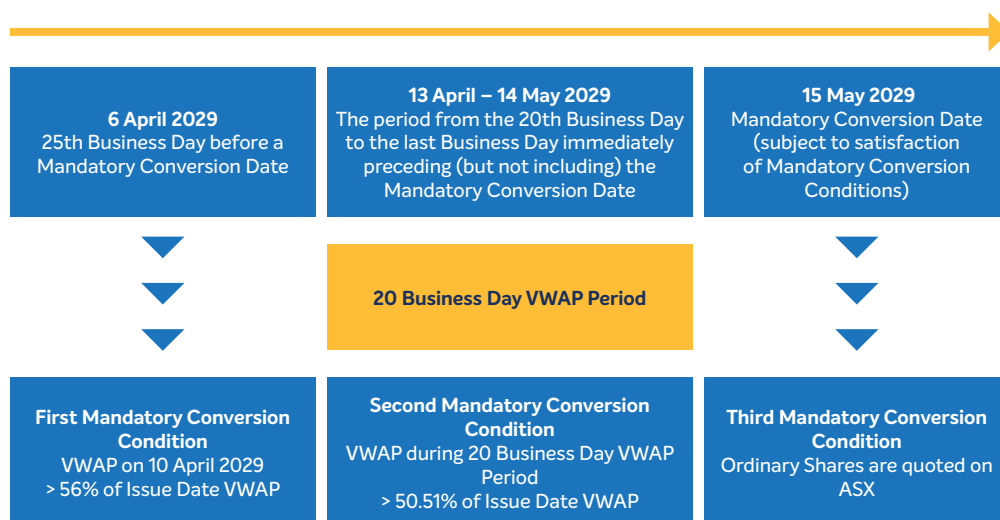 6 April 2029
25th Business Day before a
Mandatory Conversion Date
13 April – 14 May 2029
The period from the 20th Business Day
to the last Business Day immediately
preceding (but not including) the
Mandatory Conversion Date
15 May 2029
Mandatory Conversion Date
(subject to satisfaction
of Mandatory Conversion
Conditions)
20 Business Day VWAP Period
First Mandatory Conversion
Condition
VWAP on 10 April 2029
> 56% of Issue Date VWAP
Second Mandatory Conversion
Condition
VWAP during 20 Business Day VWAP
Period
> 50.51% of Issue Date VWAP
Third Mandatory Conversion
Condition
Ordinary Shares are quoted on
ASX